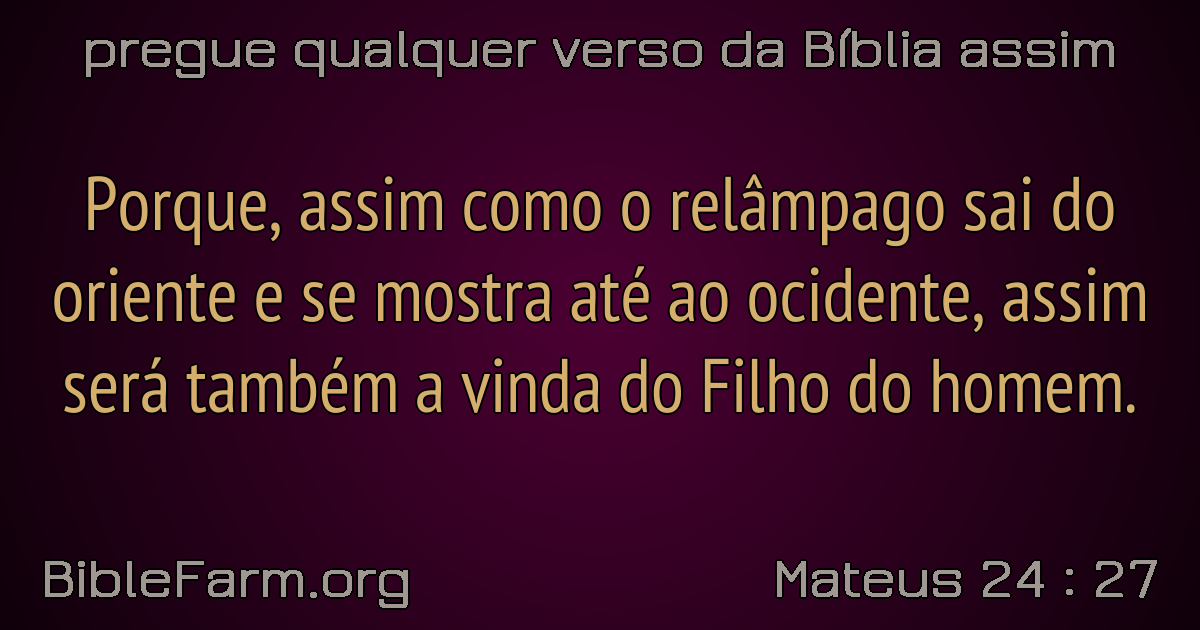 pregue qualquer verso da Bíblia assim
Porque, assim como o relâmpago sai do
oriente e se mostra até ao ocidente, assim
será também a vinda do Filho do homem.
BibleFarm.org
Mateus 24 : 27